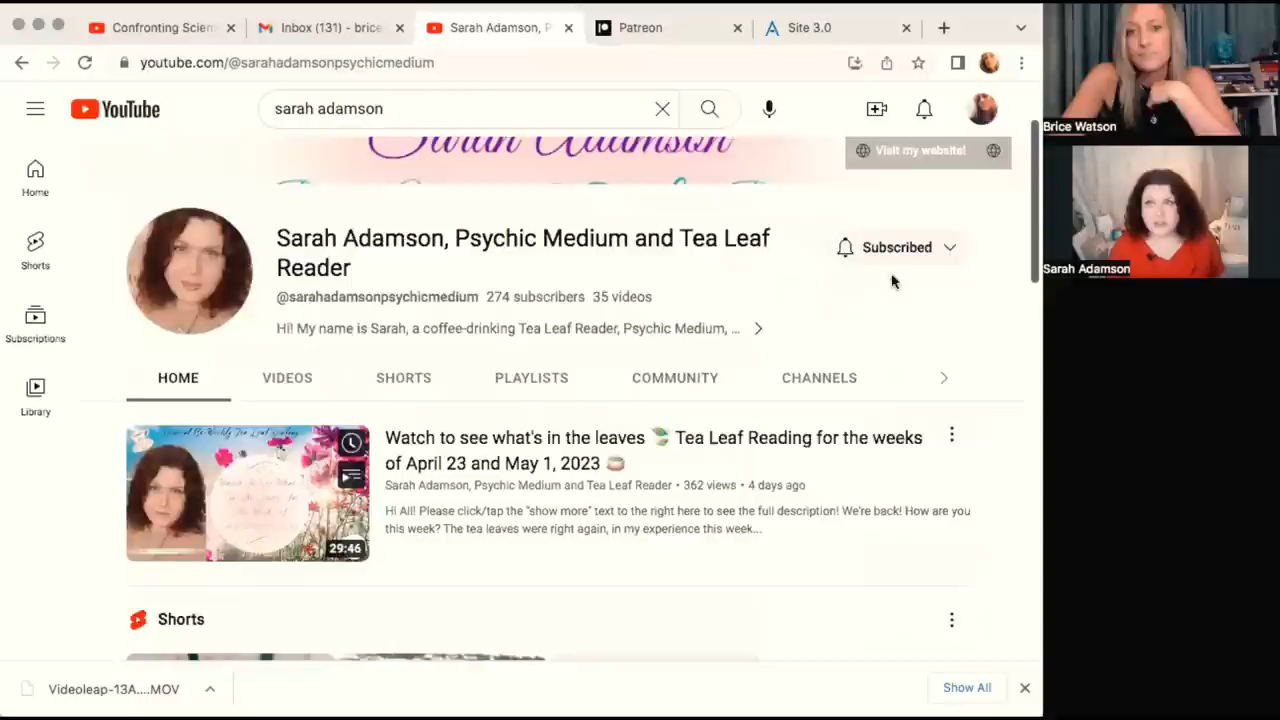 Confronting Scien
Inbox (131) - brice
Sarah Adamson, P
Patreon
Site 3.0
youtube.com/@sarahadamsonpsychicmedium
YouTube
sarah adamson
Sarah Adamson
Visit my website!
Home
Shorts
Subscriptions
Library
Sarah Adamson, Psychic Medium and Tea Leaf
Reader
@sarahadamsonpsychicmedium 274 subscribers 35 videos
Hi! My name is Sarah, a coffee-drinking Tea Leaf Reader, Psychic Medium, ...
Subscribed
HOME VIDEOS SHORTS PLAYLISTS COMMUNITY CHANNELS
29:46
Watch to see what's in the leaves 🍃 Tea Leaf Reading for the weeks
of April 23 and May 1, 2023 ☕
Sarah Adamson, Psychic Medium and Tea Leaf Reader • 362 views • 4 days ago
Hi All! Please click/tap the "show more" text to the right here to see the full description! We're back! How are you
this week? The tea leaves were right again, in my experience this week...
Shorts
Videoleap-13A....MOV
Show All
Brice Watson
Sarah Adamson